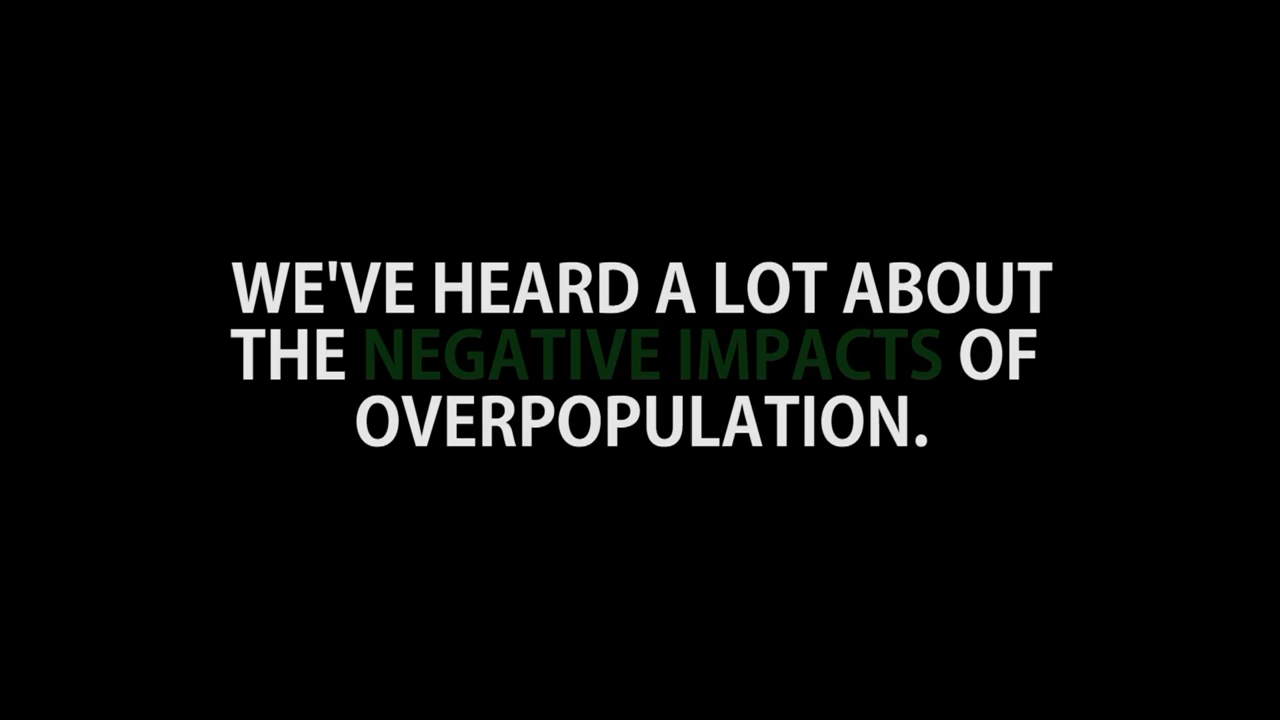 WE'VE HEARD A LOT ABOUT
THE NEGATIVE IMPACTS OF
OVERPOPULATION.